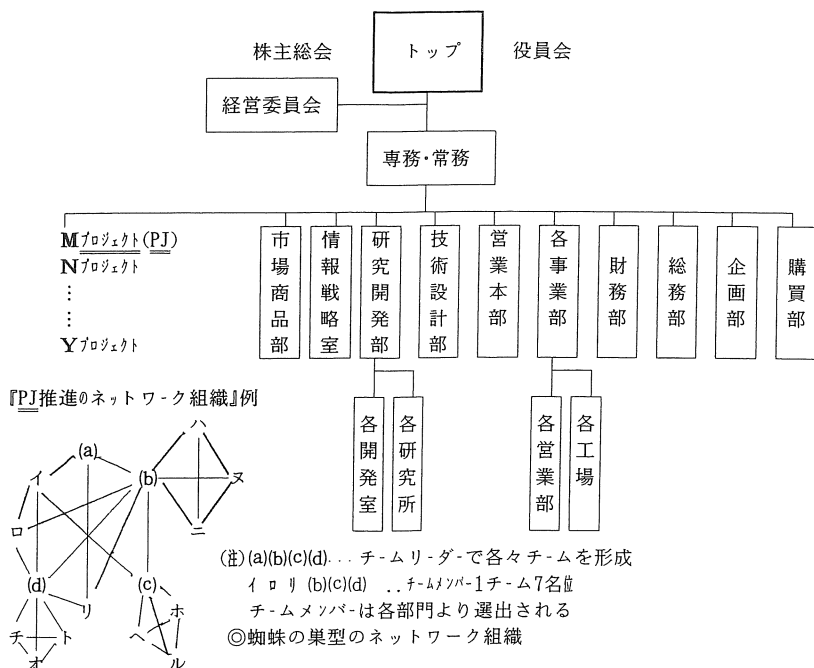 株主総会
トップ
役員会
経営委員会
専務・常務
Mプロジェクト(PJ)
Nプロジェクト
⋮
⋮
Yプロジェクト
市場商品部
情報戦略室
研究開発部
技術設計部
営業本部
各事業部
財務部
総務部
企画部
購買部
各開発室
各研究所
各営業部
各工場
『PJ推進のネットワーク組織』例
(a)
(b)
ハ
イ
ヌ
ロ
ニ
(d)
リ
(c)
チ
ト
オ
ホ
ヘ
ル
(注)(a)(b)(c)(d)...チームリーダーで各々チームを形成
イ ロ リ (b)(c)(d) ..チームメンバー1チーム7名位
チームメンバーは各部門より選出される
◎蜘蛛の巣型のネットワーク組織